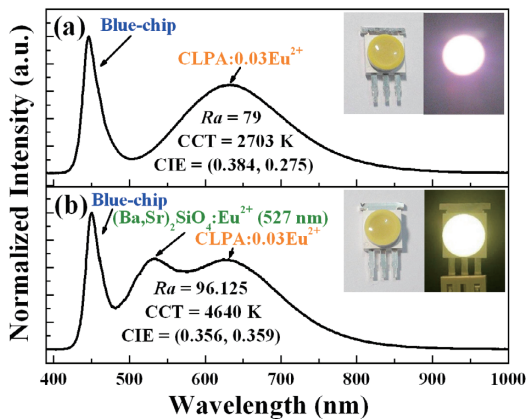 (a)
Blue-chip
CLPA:0.03Eu²⁺
Ra = 79
CCT = 2703 K
CIE = (0.384, 0.275)
(b)
Blue-chip
(Ba,Sr)₂SiO₄:Eu²⁺ (527 nm)
CLPA:0.03Eu²⁺
Ra = 96.125
CCT = 4640 K
CIE = (0.356, 0.359)
Normalized Intensity (a.u.)
400 500 600 700 800 900 1000
Wavelength (nm)